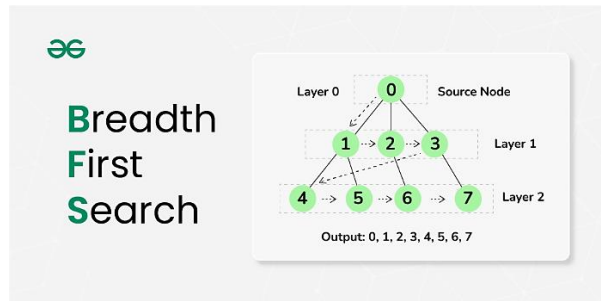 Breadth
First
Search
Layer 0
0
Source Node
1
2
3
Layer 1
4
5
6
7
Layer 2
Output: 0, 1, 2, 3, 4, 5, 6, 7